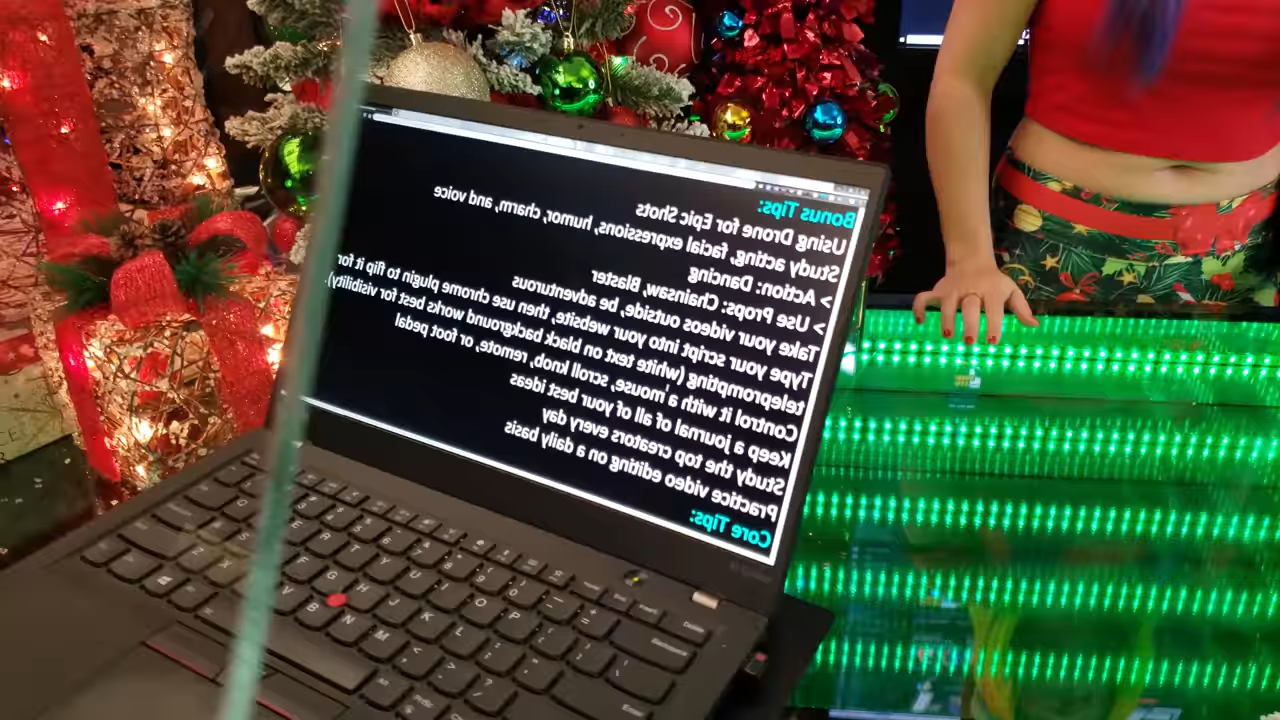 Bonus Tips:
Using Drone for Epic Shots
Study acting, facial expressions, humor, charm, and voice
> Action: Dancing
> Use Props: Chainsaw, Blaster
Take your videos outside, be adventurous
Type your script into your website, then use chrome plugin to flip it for
teleprompting (white text on black background works best for visibility).
Control it with a mouse, scroll knob, remote, or foot pedal
Keep a journal of all of your best ideas
Study the top creators every day
Practice video editing on a daily basis
Core Tips: